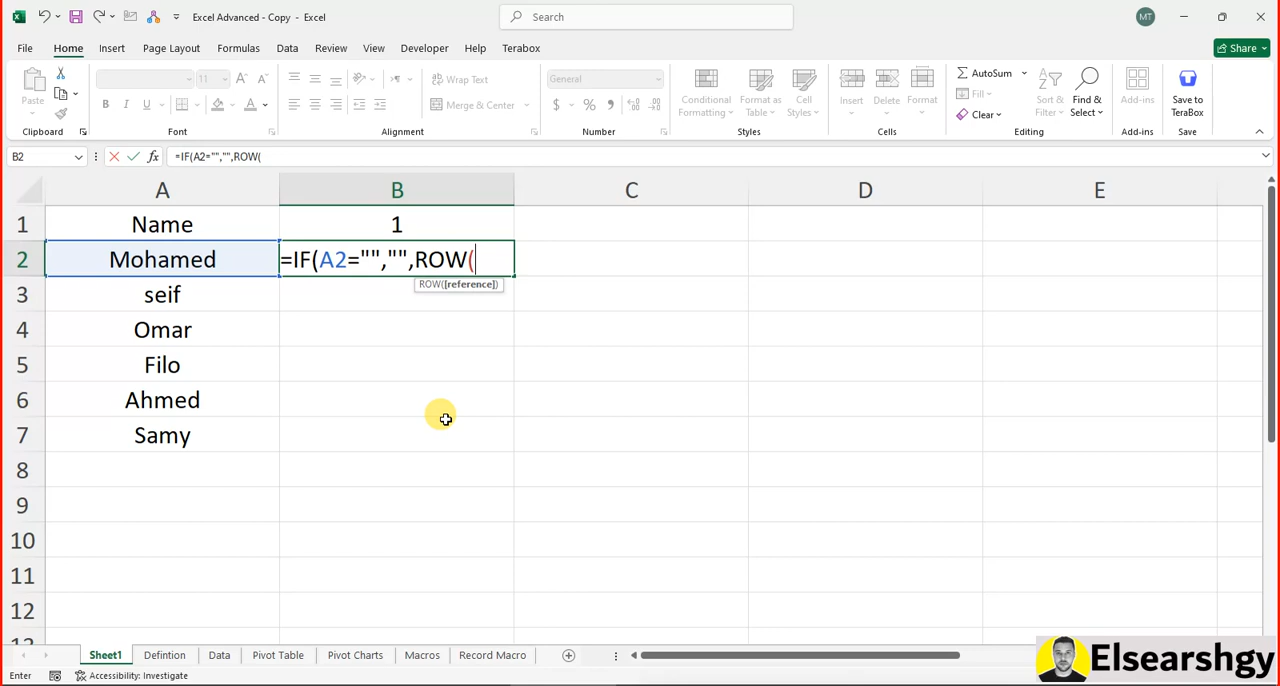 Excel Advanced - Copy - Excel
Search
MT
File Home Insert Page Layout Formulas Data Review View Developer Help Terabox
Share
11
Wrap Text
General
AutoSum
Paste
Merge & Center
Conditional Formatting
Format as Table
Cell Styles
Insert
Delete
Format
Fill
Clear
Sort & Filter
Find & Select
Add-ins
Save to TeraBox
Clipboard Font Alignment Number Styles Cells Editing Add-ins Save
B2 fx =IF(A2="","",ROW(
A B C D E
1 Name 1
2 Mohamed =IF(A2="","",ROW(
ROW([reference])
3 seif
4 Omar
5 Filo
6 Ahmed
7 Samy
8
9
10
11
12
13
Sheet1 Defintion Data Pivot Table Pivot Charts Macros Record Macro
Elsearshgy
Enter Accessibility: Investigate